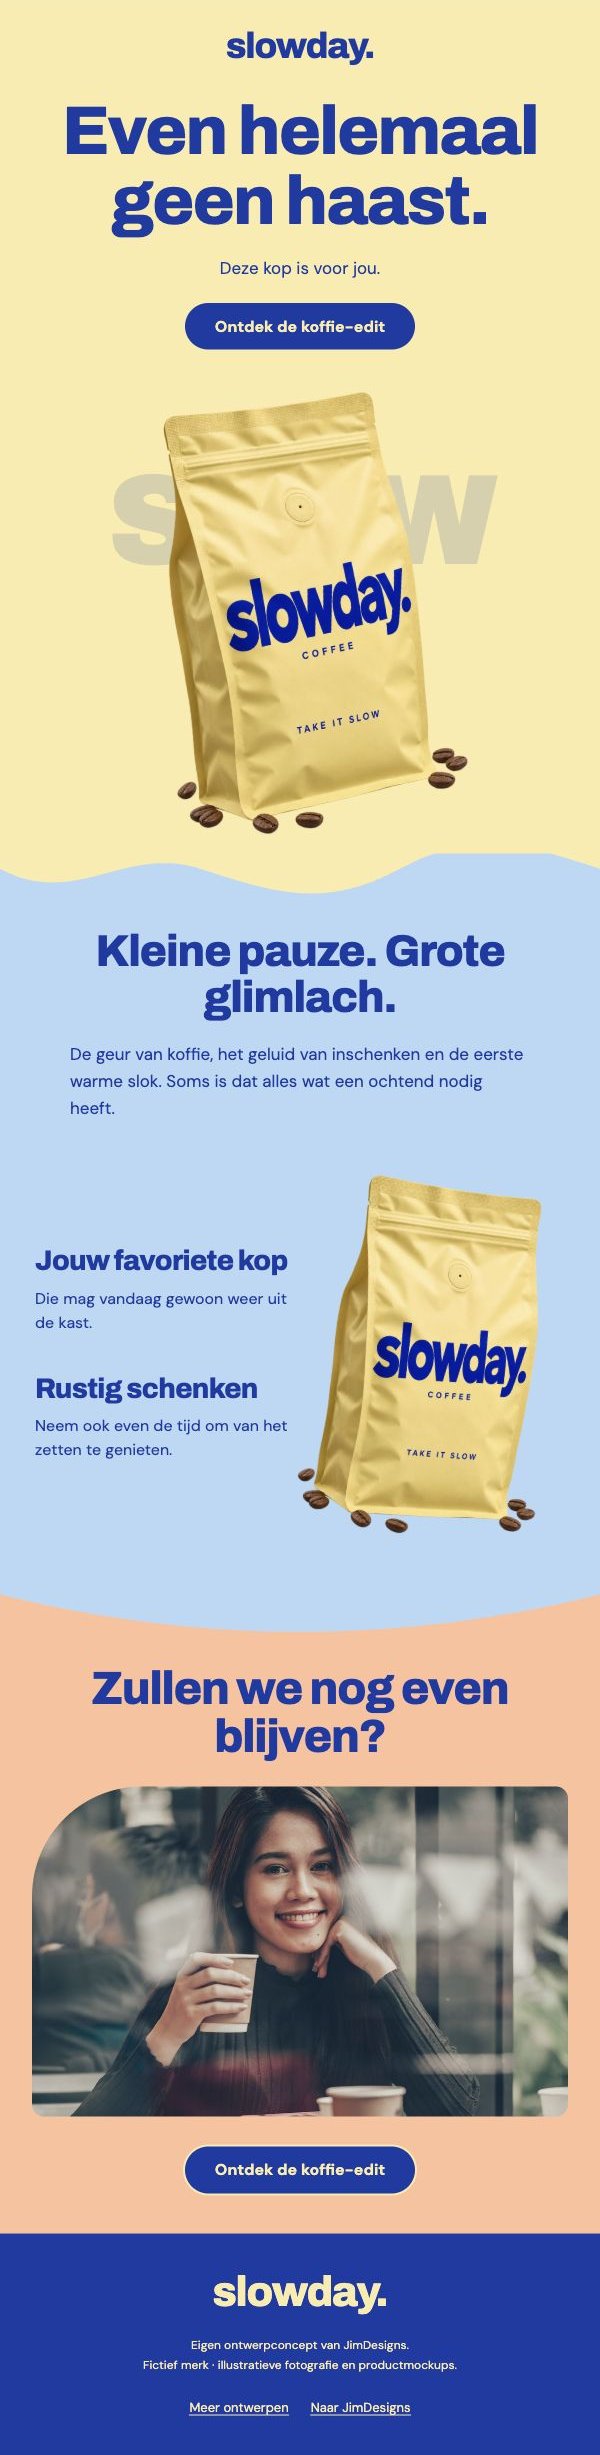 slowday.
Even helemaal
geen haast.
Deze kop is voor jou.
Ontdek de koffie-edit
slowday.
COFFEE
TAKE IT SLOW
Kleine pauze. Grote
glimlach.
De geur van koffie, het geluid van inschenken en de eerste
warme slok. Soms is dat alles wat een ochtend nodig
heeft.
Jouw favoriete kop
Die mag vandaag gewoon weer uit
de kast.
Rustig schenken
Neem ook even de tijd om van het
zetten te genieten.
slowday.
COFFEE
TAKE IT SLOW
Zullen we nog even
blijven?
Ontdek de koffie-edit
slowday.
Eigen ontwerpconcept van JimDesigns.
Fictief merk · illustratieve fotografie en productmockups.
Meer ontwerpen Naar JimDesigns